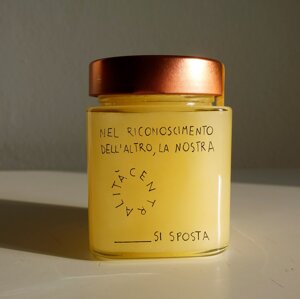 NEL RICONOSCIMENTO
DELL'ALTRO, LA NOSTRA
CENTRALITÀ
SI SPOSTA